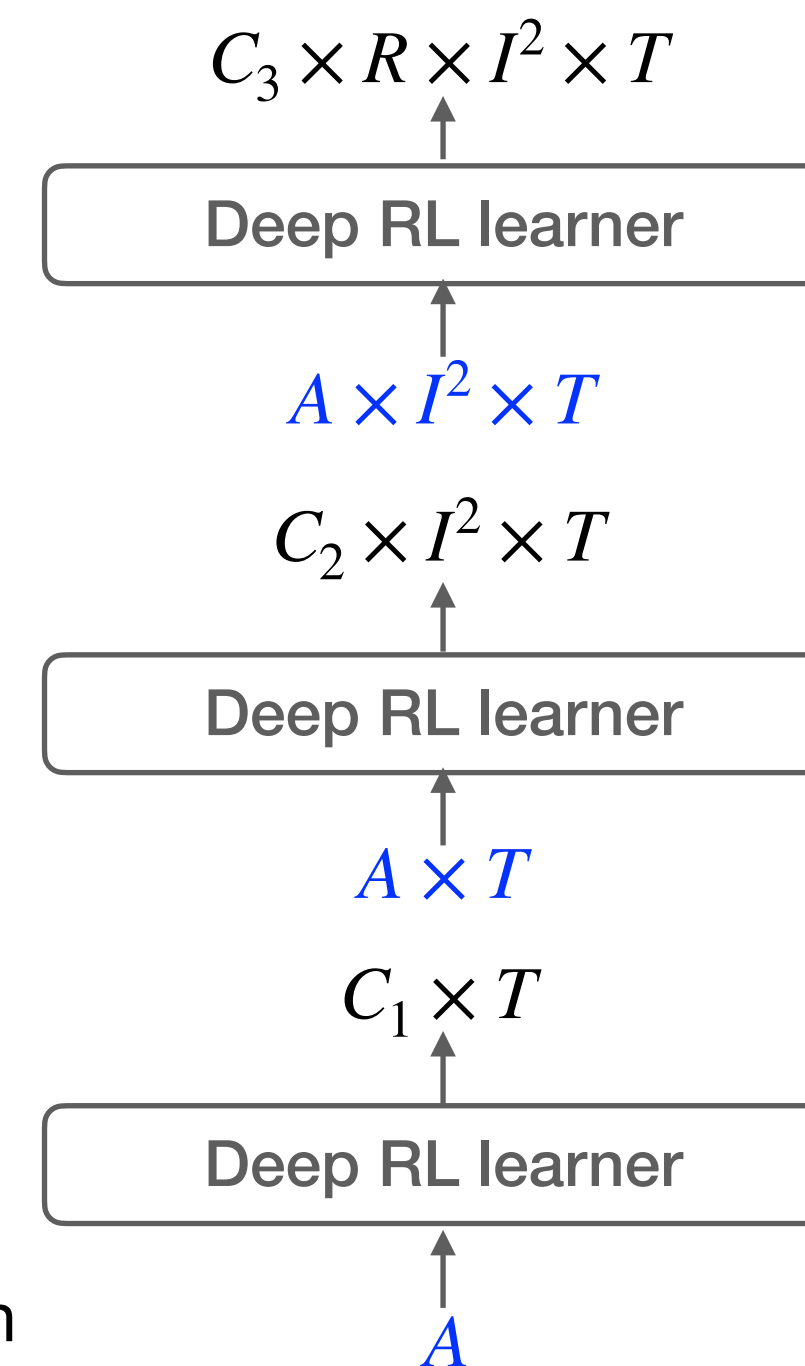 C₃ × R × I² × T
Deep RL learner
A × I² × T
C₂ × I² × T
Deep RL learner
A × T
C₁ × T
Deep RL learner
A